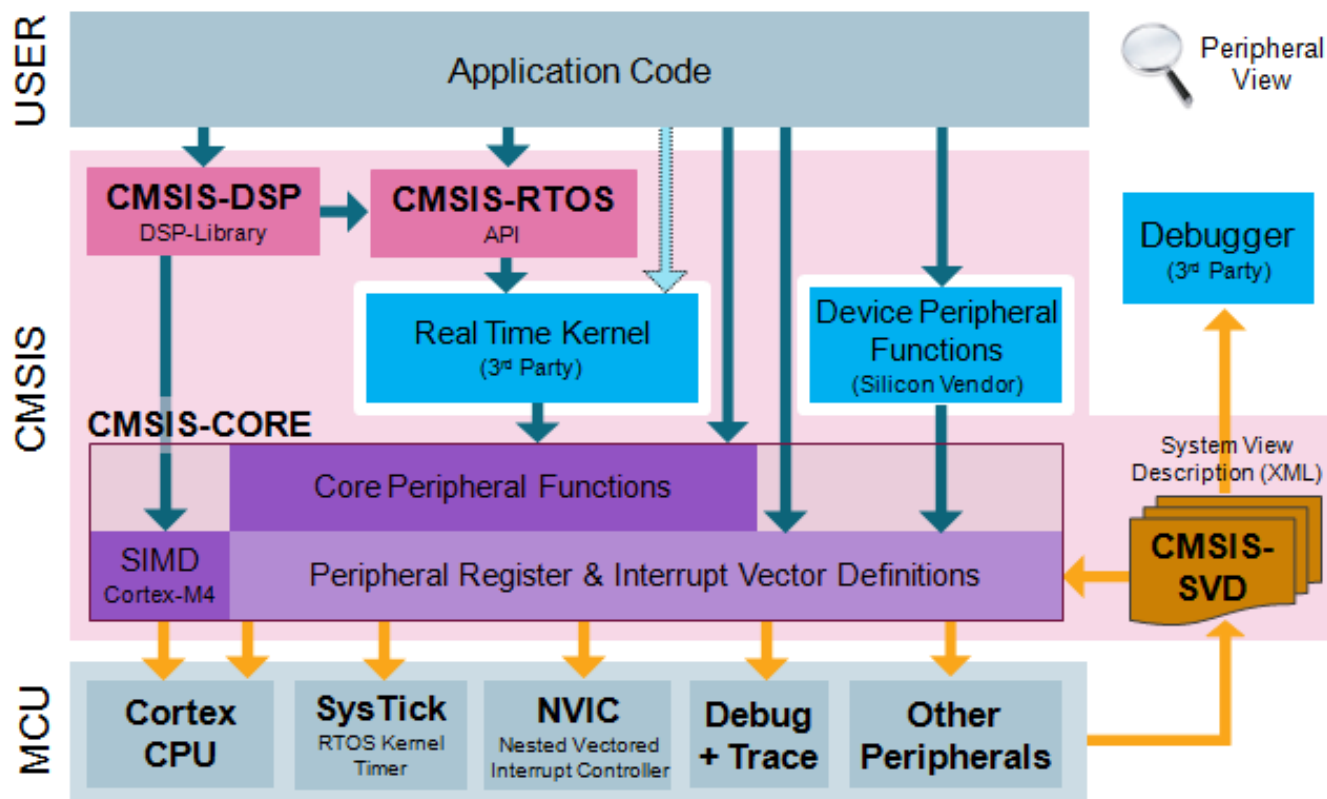 USER
Application Code
Peripheral
View
CMSIS
CMSIS-DSP
DSP-Library
CMSIS-RTOS
API
Real Time Kernel
(3rd Party)
Device Peripheral
Functions
(Silicon Vendor)
Debugger
(3rd Party)
CMSIS-CORE
Core Peripheral Functions
SIMD
Cortex-M4
Peripheral Register & Interrupt Vector Definitions
System View
Description (XML)
CMSIS-
SVD
MCU
Cortex
CPU
SysTick
RTOS Kernel
Timer
NVIC
Nested Vectored
Interrupt Controller
Debug
+ Trace
Other
Peripherals